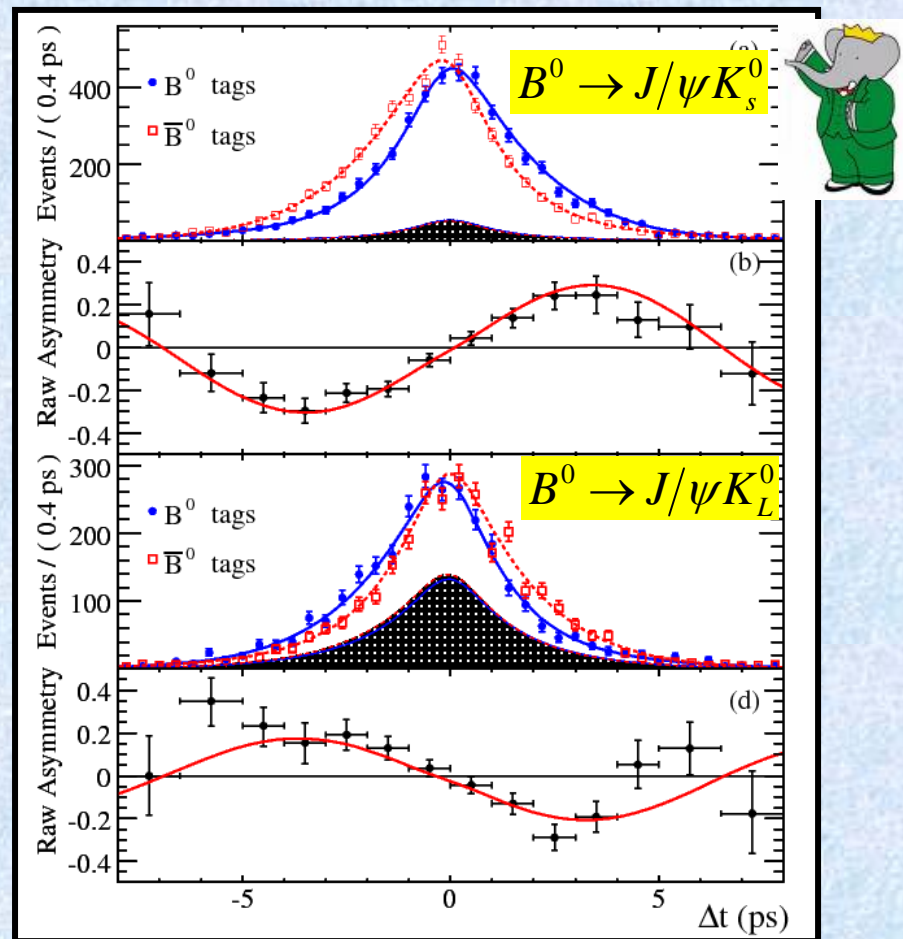 (a)
B⁰ → J/ψ K⁰ₛ
B⁰ tags
B̅⁰ tags
Events / ( 0.4 ps )
400
200
(b)
Raw Asymmetry
0.4
0.2
0
-0.2
-0.4
B⁰ → J/ψ K⁰_L
B⁰ tags
B̅⁰ tags
Events / ( 0.4 ps )
300
200
100
(d)
Raw Asymmetry
0.4
0.2
0
-0.2
-0.4
-5 0 5
Δt (ps)